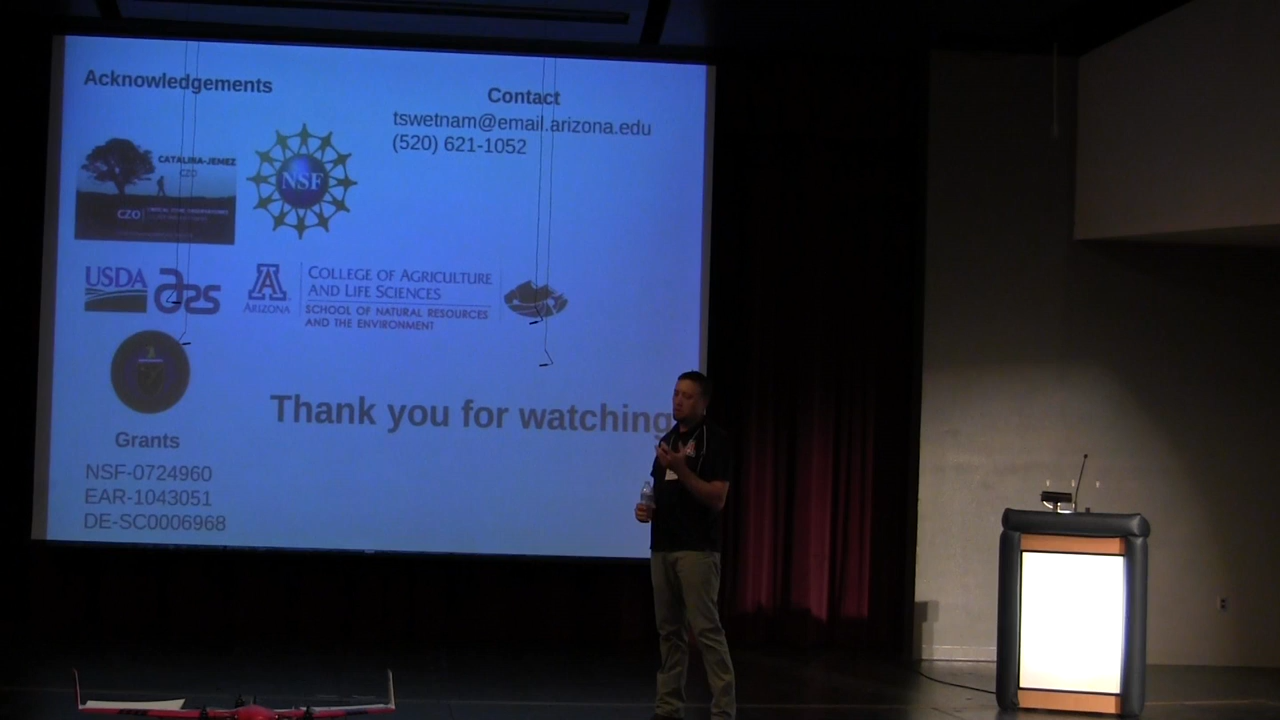 Acknowledgements
Contact
tswetnam@email.arizona.edu
(520) 621-1052
CATALINA-JEMEZ
CZO
NSF
CZO
USDA
ars
A
ARIZONA
COLLEGE OF AGRICULTURE
AND LIFE SCIENCES
SCHOOL OF NATURAL RESOURCES
AND THE ENVIRONMENT
Thank you for watching
Grants
NSF-0724960
EAR-1043051
DE-SC0006968